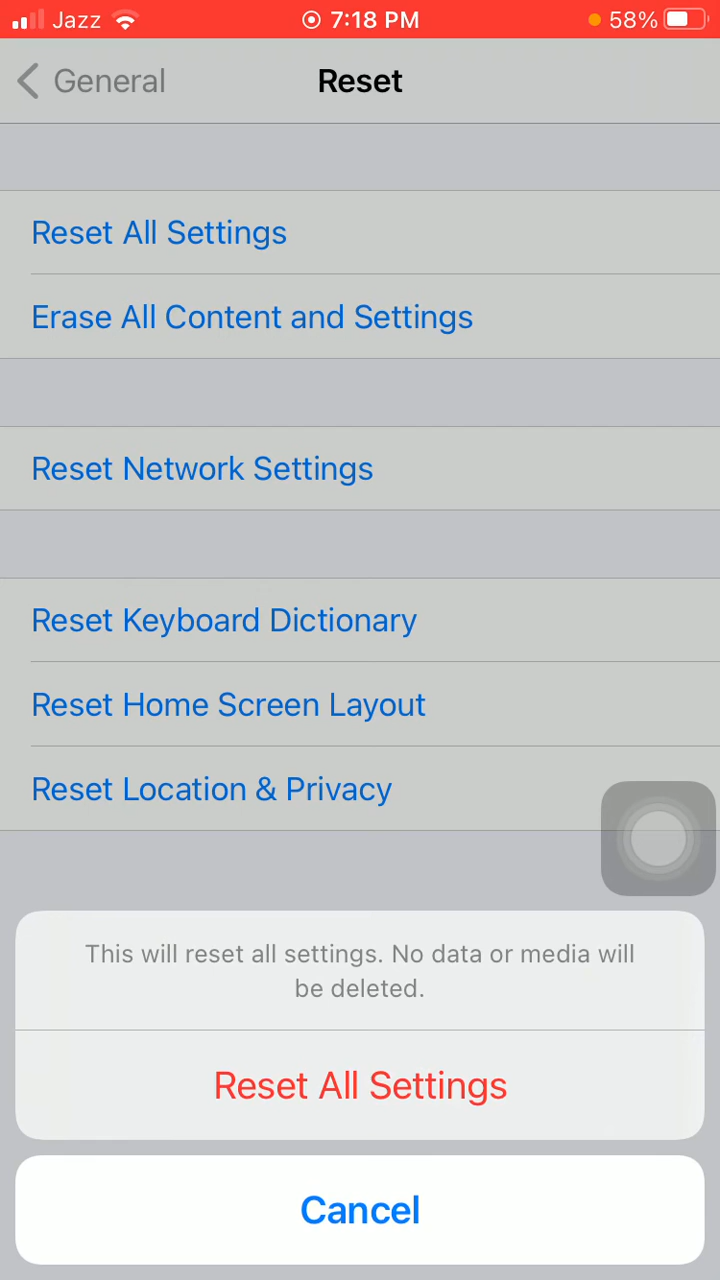 Jazz 7:18 PM 58%
General Reset
Reset All Settings
Erase All Content and Settings
Reset Network Settings
Reset Keyboard Dictionary
Reset Home Screen Layout
Reset Location & Privacy
This will reset all settings. No data or media will
be deleted.
Reset All Settings
Cancel